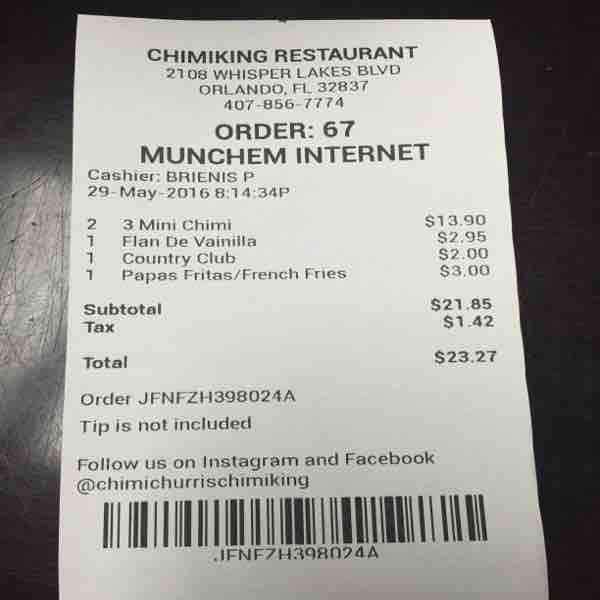 CHIMIKING RESTAURANT
2108 WHISPER LAKES BLVD
ORLANDO, FL 32837
407-856-7774
ORDER: 67
MUNCHEM INTERNET
Cashier: BRIENIS P
29-May-2016 8:14:34P
2 3 Mini Chimi $13.90
1 Flan De Vainilla $2.95
1 Country Club $2.00
1 Papas Fritas/French Fries $3.00
Subtotal $21.85
Tax $1.42
Total $23.27
Order JFNFZH398024A
Tip is not included
Follow us on Instagram and Facebook
@chimichurrischimiking
JFNFZH398024A